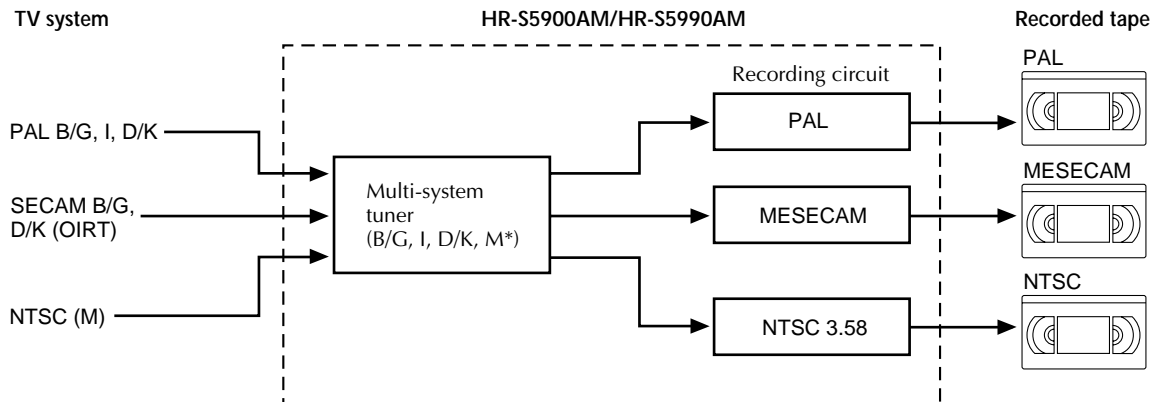 TV system
HR-S5900AM/HR-S5990AM
Recorded tape
PAL B/G, I, D/K
SECAM B/G,
D/K (OIRT)
NTSC (M)
Multi-system
tuner
(B/G, I, D/K, M*)
Recording circuit
PAL
MESECAM
NTSC 3.58
PAL
MESECAM
NTSC